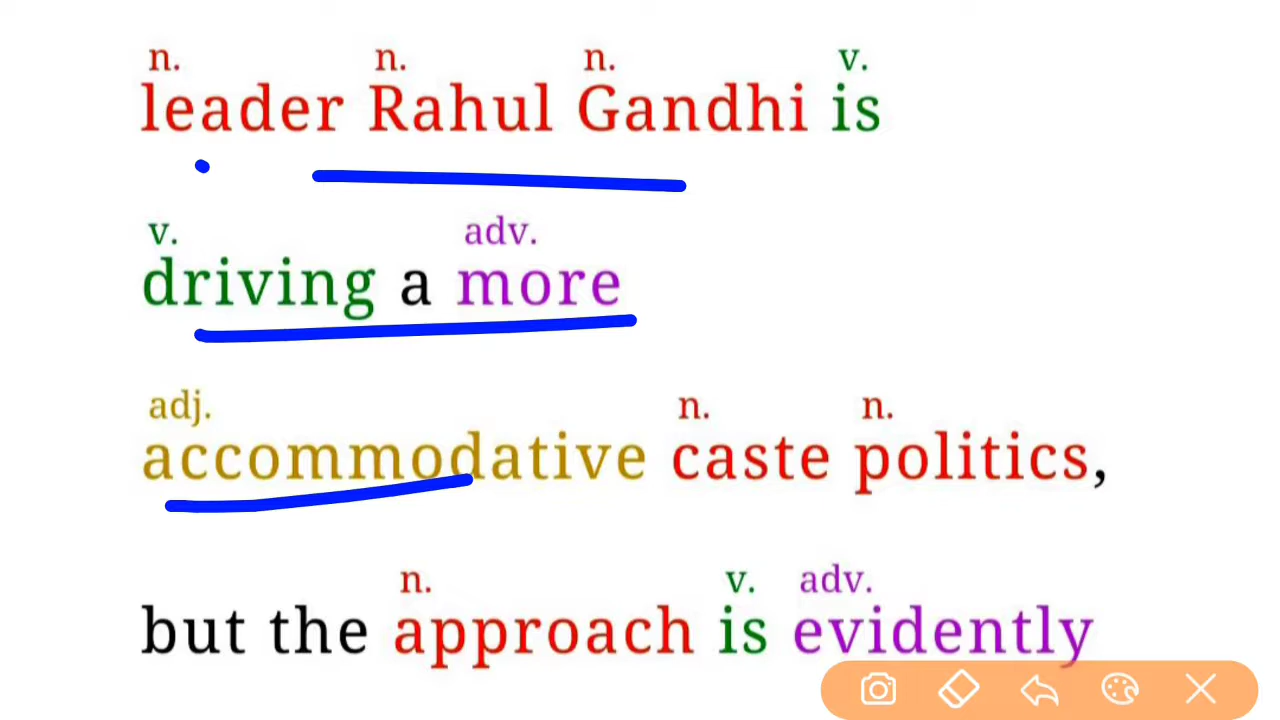 n. n. n. v.
leader Rahul Gandhi is
v. adv.
driving a more
adj. n. n.
accommodative caste politics,
n. v. adv.
but the approach is evidently